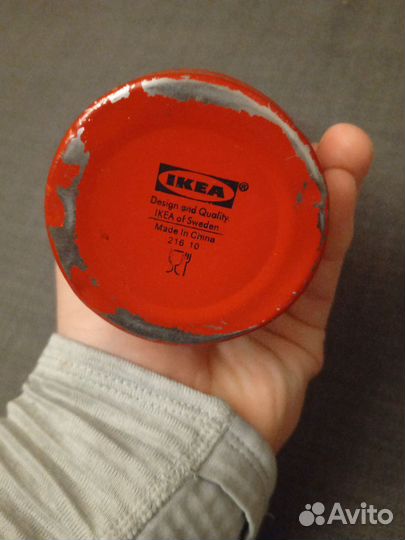 IKEA®
Design and Quality
IKEA of Sweden
Made in China
216 10
Avito